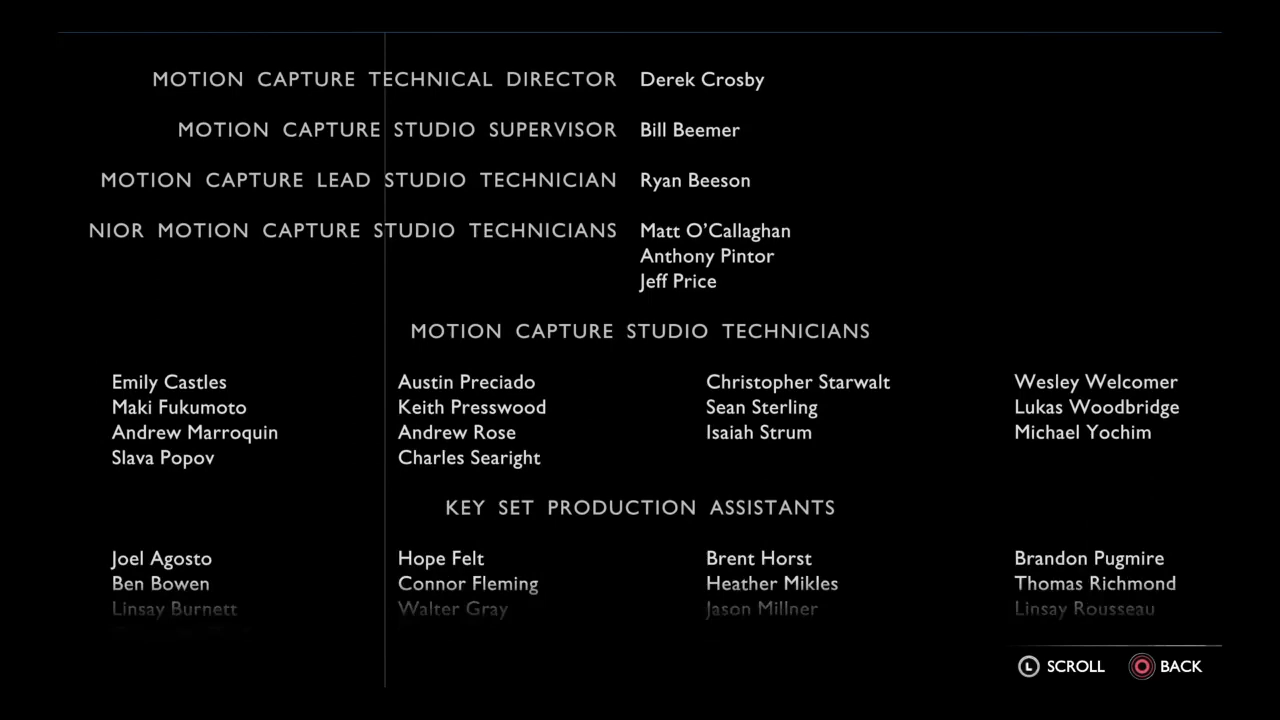 MOTION CAPTURE TECHNICAL DIRECTOR Derek Crosby
MOTION CAPTURE STUDIO SUPERVISOR Bill Beemer
MOTION CAPTURE LEAD STUDIO TECHNICIAN Ryan Beeson
NIOR MOTION CAPTURE STUDIO TECHNICIANS Matt O’Callaghan
Anthony Pintor
Jeff Price
MOTION CAPTURE STUDIO TECHNICIANS
Emily Castles Austin Preciado Christopher Starwalt Wesley Welcomer
Maki Fukumoto Keith Presswood Sean Sterling Lukas Woodbridge
Andrew Marroquin Andrew Rose Isaiah Strum Michael Yochim
Slava Popov Charles Searight
KEY SET PRODUCTION ASSISTANTS
Joel Agosto Hope Felt Brent Horst Brandon Pugmire
Ben Bowen Connor Fleming Heather Mikles Thomas Richmond
Linsay Burnett Walter Gray Jason Millner Linsay Rousseau
L SCROLL BACK